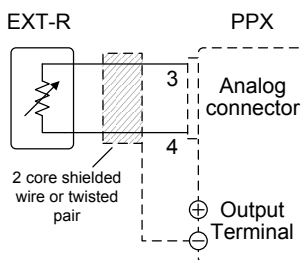 EXT-R
PPX
3
Analog
connector
4
2 core shielded
wire or twisted
pair
Output
Terminal